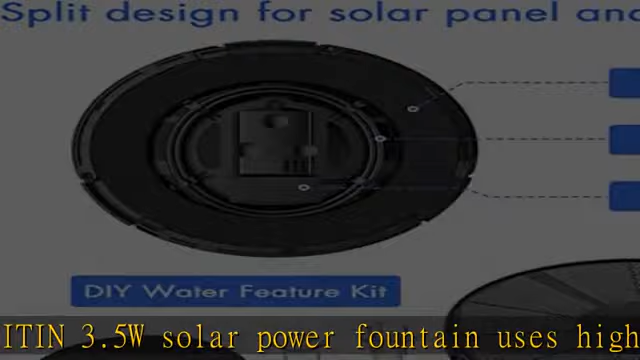 Split design for solar panel and
DIY Water Feature Kit
ITIN 3.5W solar power fountain uses high